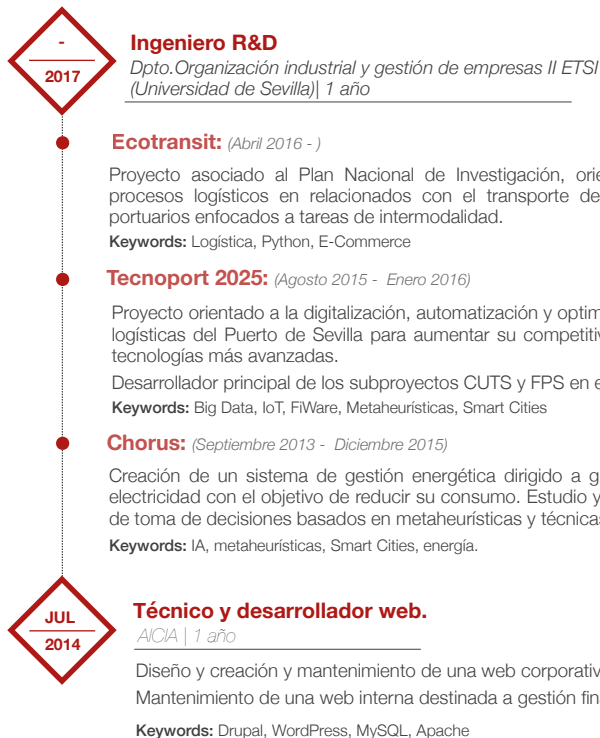 -
2017
Ingeniero R&D
Dpto.Organización industrial y gestión de empresas II ETSI
(Universidad de Sevilla)| 1 año
Ecotransit: (Abril 2016 - )
Proyecto asociado al Plan Nacional de Investigación,
procesos logísticos en relacionados con el transporte de
portuarios enfocados a tareas de intermodalidad.
Keywords: Logística, Python, E-Commerce
Tecnoport 2025: (Agosto 2015 - Enero 2016)
Proyecto orientado a la digitalización, automatización y
logísticas del Puerto de Sevilla para aumentar su
tecnologías más avanzadas.
Desarrollador principal de los subproyectos CUTS y FPS en
Keywords: Big Data, IoT, FiWare, Metaheurísticas, Smart Cities
Chorus: (Septiembre 2013 - Diciembre 2015)
Creación de un sistema de gestión energética dirigido a
electricidad con el objetivo de reducir su consumo. Estudio y
de toma de decisiones basados en metaheurísticas y técnicas
Keywords: IA, metaheurísticas, Smart Cities, energía.
JUL
2014
Técnico y desarrollador web.
AICIA | 1 año
Diseño y creación y mantenimiento de una web
Mantenimiento de una web interna destinada a gestión
Keywords: Drupal, WordPress, MySQL, Apache